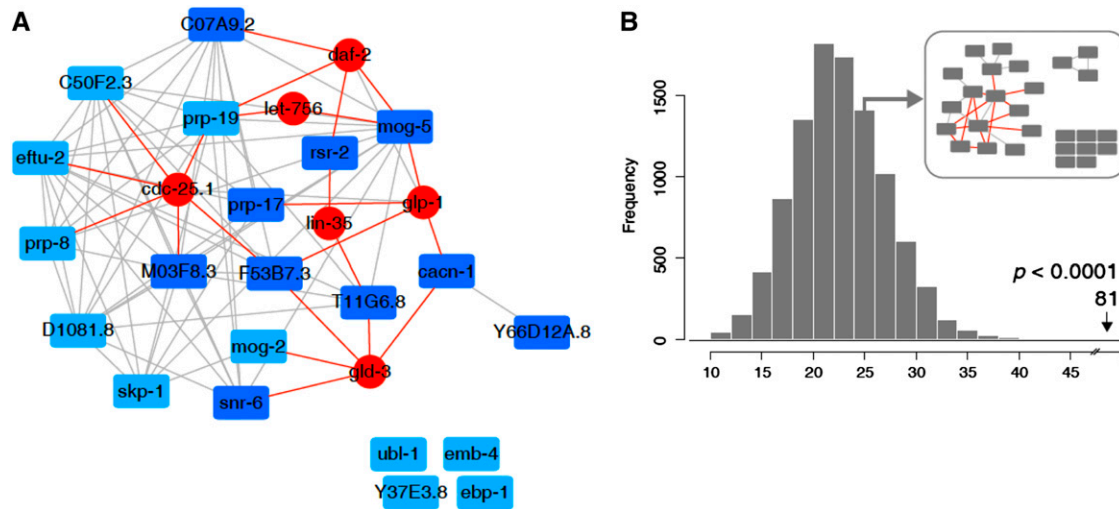 A
C07A9.2
daf-2
C50F2.3
let-756
prp-19
mog-5
rsr-2
eftu-2
cdc-25.1
prp-17
glp-1
lin-35
prp-8
M03F8.3
F53B7.3
cacn-1
T11G6.8
D1081.8
Y66D12A.8
mog-2
gld-3
skp-1
snr-6
ubl-1
emb-4
Y37E3.8
ebp-1
B
Frequency
1500
1000
500
0
p < 0.0001
81
10 15 20 25 30 35 40 45